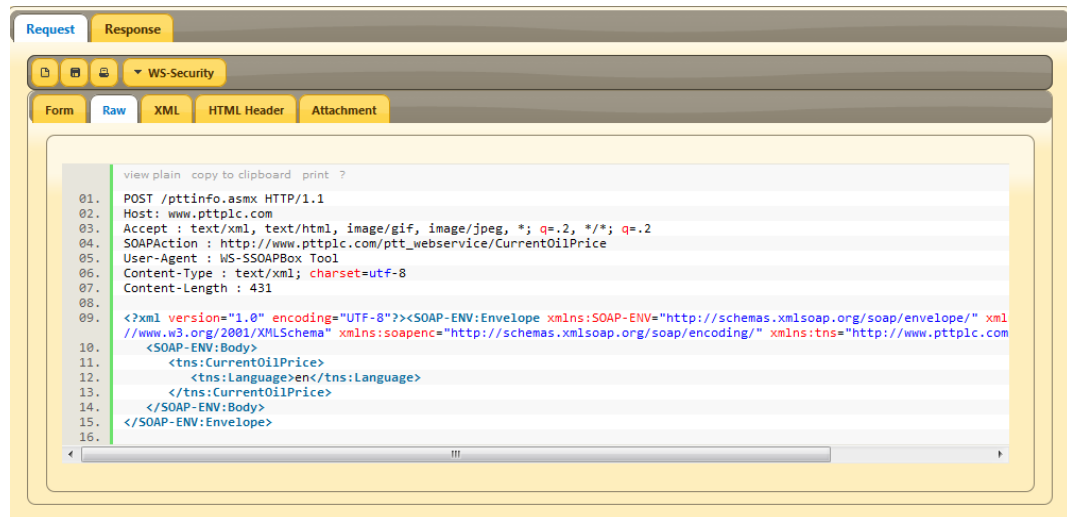 Request Response
WS-Security
Form Raw XML HTML Header Attachment
view plain copy to clipboard print ?
01. POST /pttinfo.asmx HTTP/1.1
02. Host: www.pttplc.com
03. Accept : text/xml, text/html, image/gif, image/jpeg, *; q=.2, */*; q=.2
04. SOAPAction : http://www.pttplc.com/ptt_webservice/CurrentOilPrice
05. User-Agent : WS-SSOAPBox Tool
06. Content-Type : text/xml; charset=utf-8
07. Content-Length : 431
08.
09. <?xml version="1.0" encoding="UTF-8"?><SOAP-ENV:Envelope xmlns:SOAP-ENV="http://schemas.xmlsoap.org/soap/envelope/" xml
//www.w3.org/2001/XMLSchema" xmlns:soapenc="http://schemas.xmlsoap.org/soap/encoding/" xmlns:tns="http://www.pttplc.com
10. <SOAP-ENV:Body>
11. <tns:CurrentOilPrice>
12. <tns:Language>en</tns:Language>
13. </tns:CurrentOilPrice>
14. </SOAP-ENV:Body>
15. </SOAP-ENV:Envelope>
16.